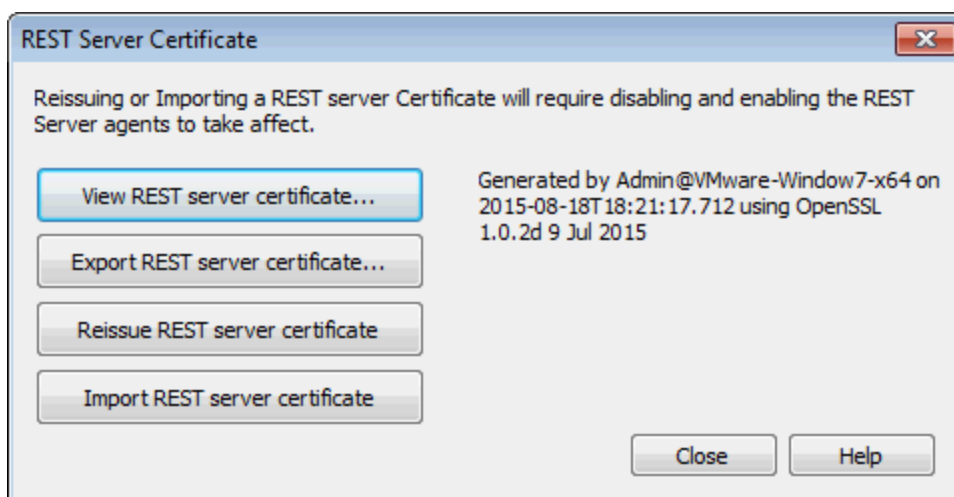 REST Server Certificate
Reissuing or Importing a REST server Certificate will require disabling and enabling the REST
Server agents to take affect.
View REST server certificate...
Generated by Admin@VMware-Window7-x64 on
2015-08-18T18:21:17.712 using OpenSSL
1.0.2d 9 Jul 2015
Export REST server certificate...
Reissue REST server certificate
Import REST server certificate
Close
Help